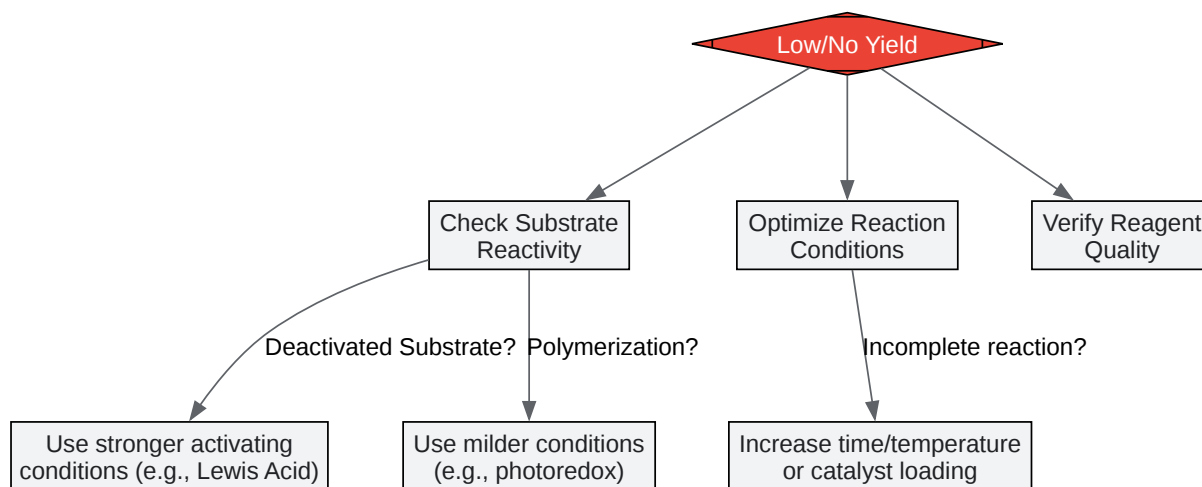 Low/No Yield
Check Substrate
Reactivity
Optimize Reaction
Conditions
Verify Reagent
Quality
Deactivated Substrate?
Polymerization?
Incomplete reaction?
Use stronger activating
conditions (e.g., Lewis Acid)
Use milder conditions
(e.g., photoredox)
Increase time/temperature
or catalyst loading